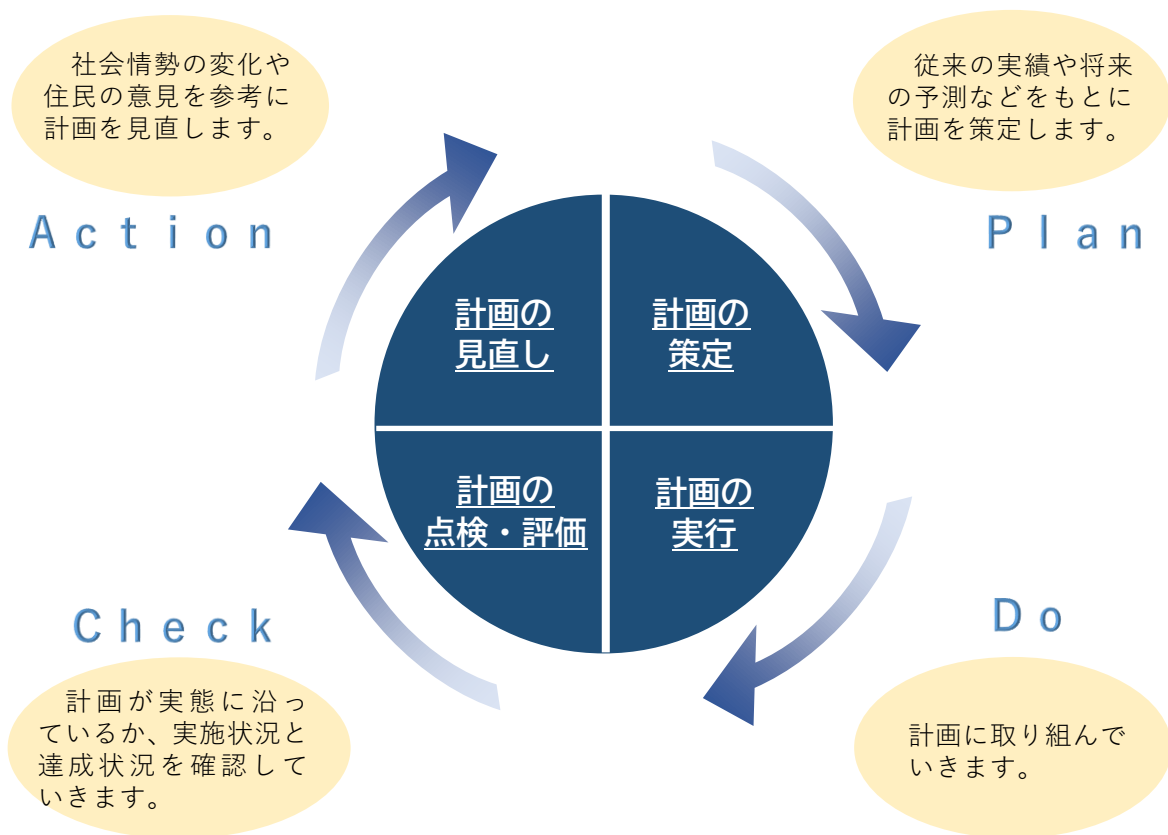 社会情勢の変化や
住民の意見を参考に
計画を見直します。
Action
従来の実績や将来
の予測などをもとに
計画を策定します。
Plan
計画の
見直し
計画の
策定
計画の
点検・評価
計画の
実行
Check
計画が実態に沿っ
ているか、実施状況と
達成状況を確認して
いきます。
Do
計画に取り組んで
いきます。